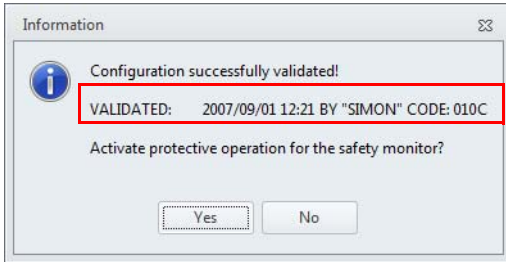 Information
Configuration successfully validated!
VALIDATED: 2007/09/01 12:21 BY "SIMON" CODE: 010C
Activate protective operation for the safety monitor?
Yes No